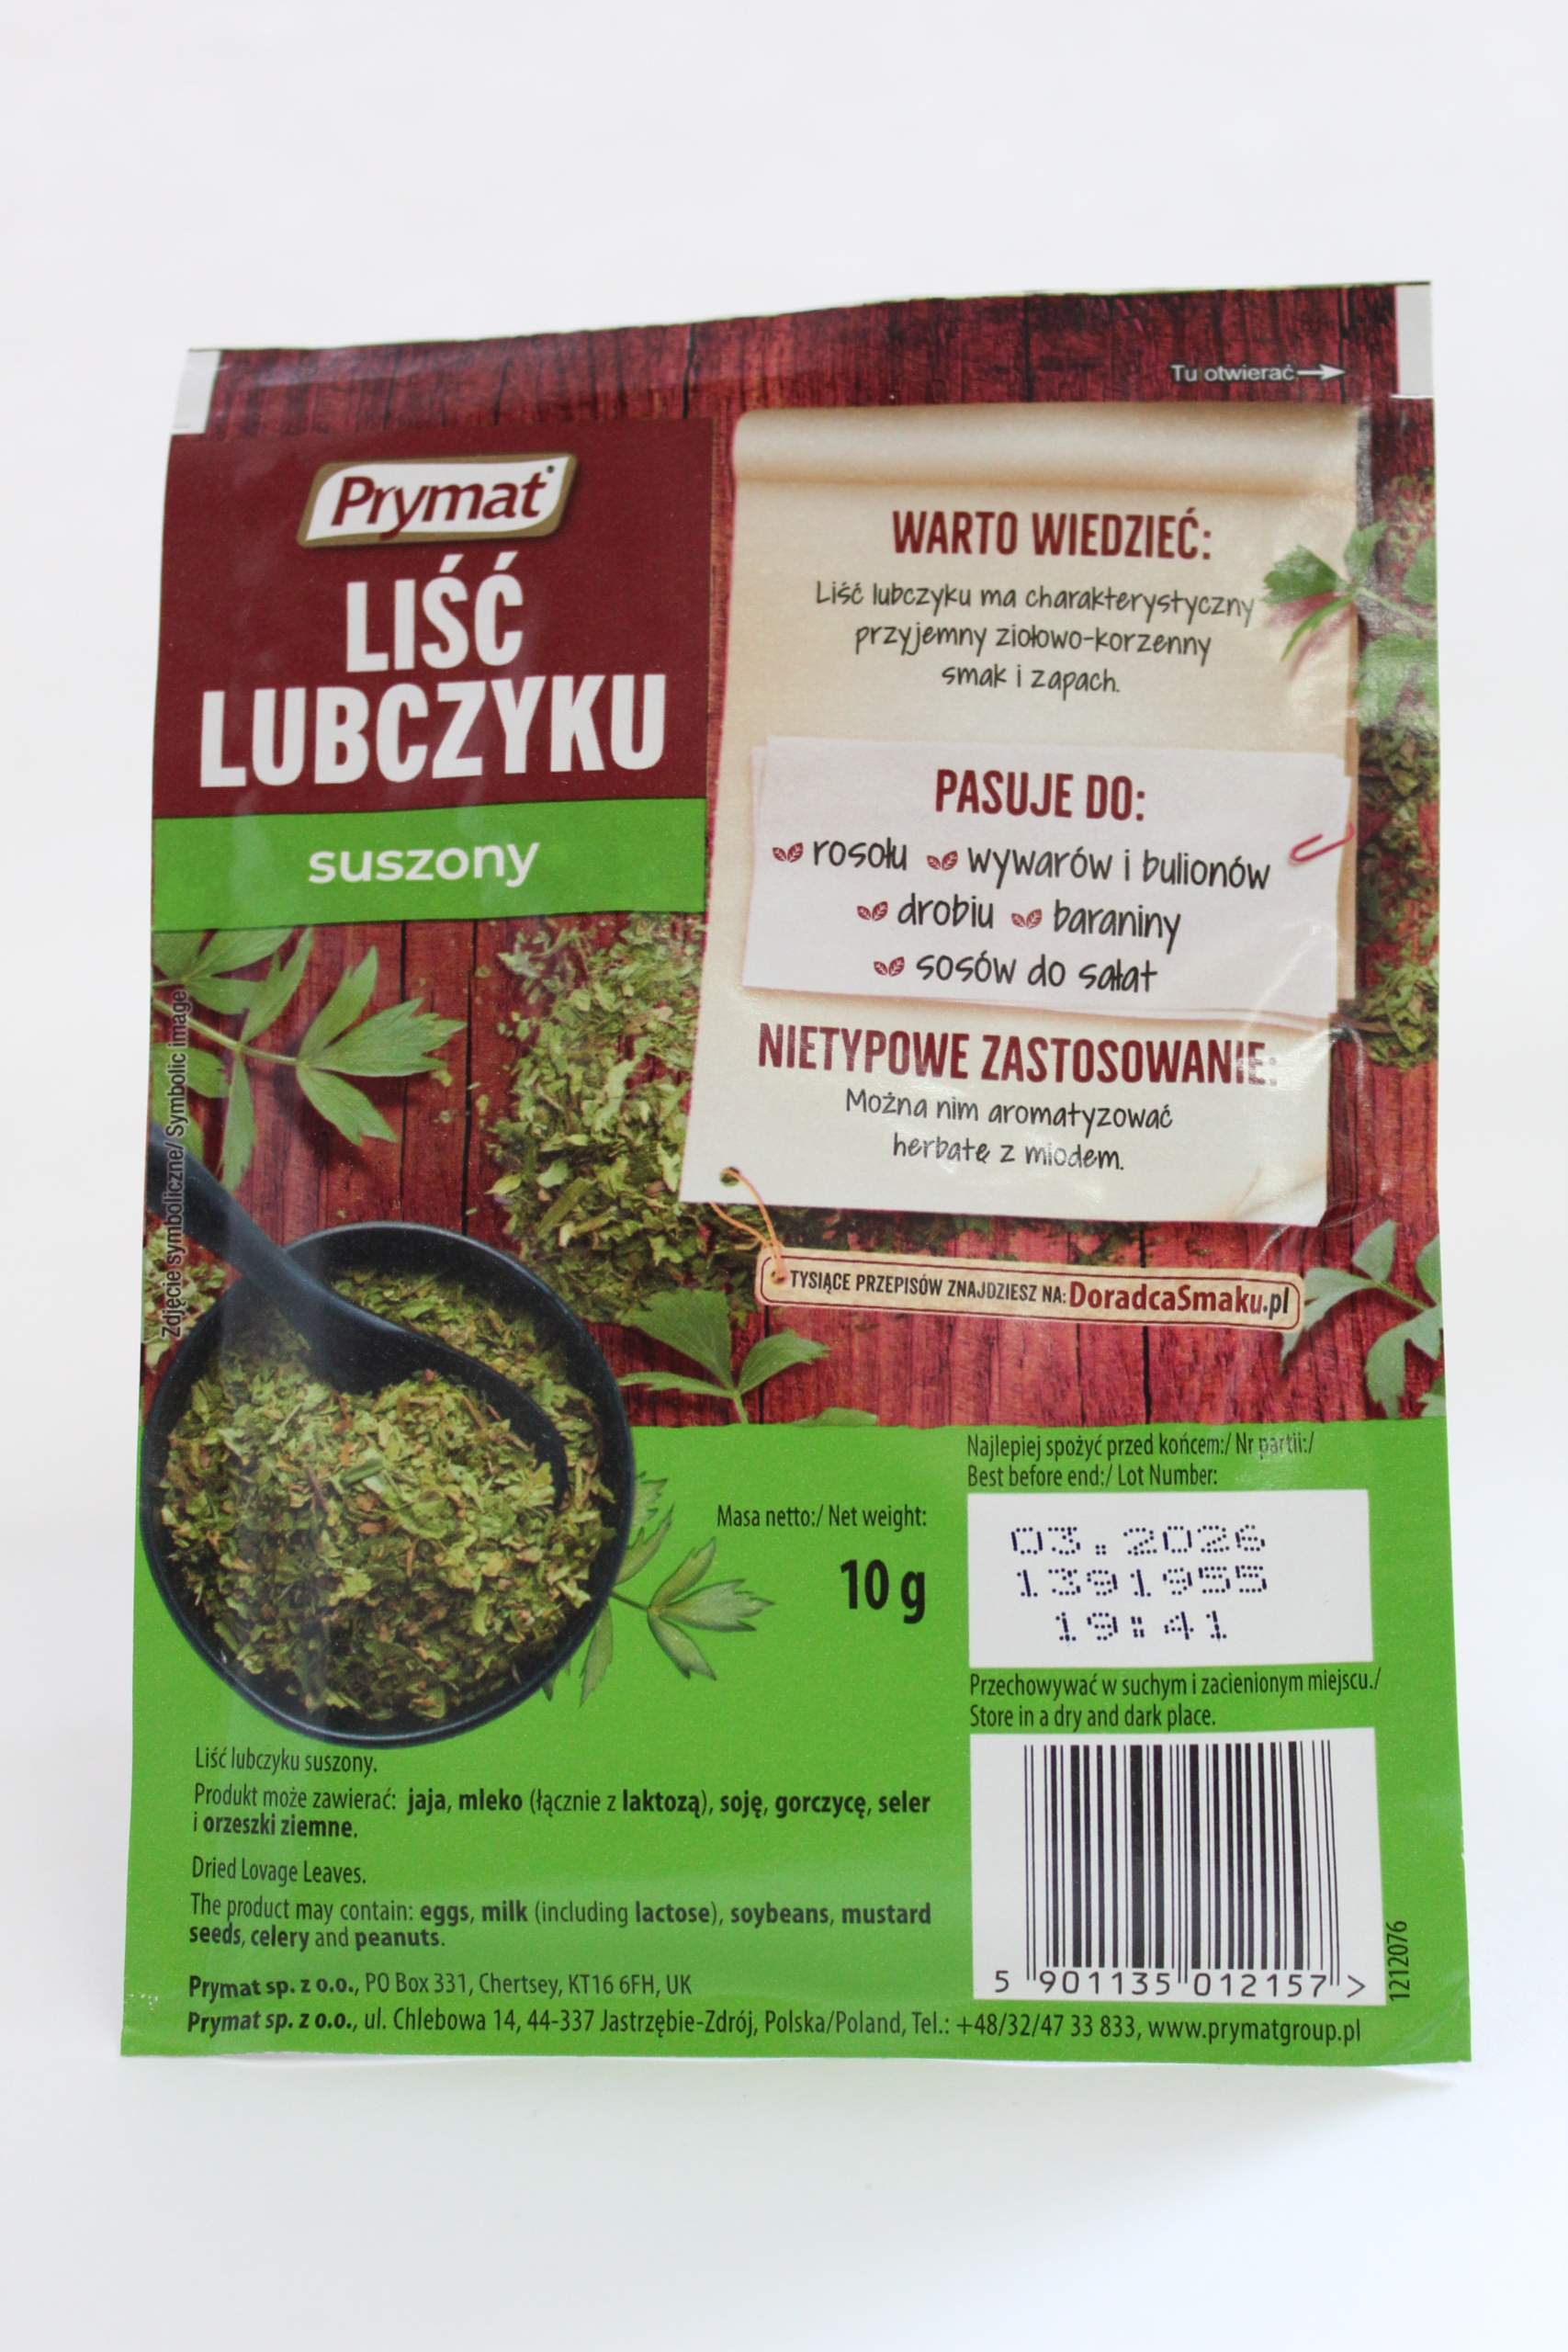 Tu otwierać
Prymat
LIŚĆ
LUBCZYKU
suszony
WARTO WIEDZIEĆ:
Liść lubczyku ma charakterystyczny
przyjemny ziołowo-korzenny
smak i zapach.
PASUJE DO:
rosołu wywarów i bulionów
drobiu baraniny
sosów do sałat
NIETYPOWE ZASTOSOWANIE:
Można nim aromatyzować
herbatę z miodem.
TYSIĄCE PRZEPISÓW ZNAJDZIESZ NA: DoradcaSmaku.pl
Zdjęcie symboliczne/ Symbolic image
Najlepiej spożyć przed końcem:/ Nr partii:/
Best before end:/ Lot Number:
03.2026
1391955
19:41
Masa netto:/ Net weight:
10 g
Przechowywać w suchym i zacienionym miejscu./
Store in a dry and dark place.
Liść lubczyku suszony.
Produkt może zawierać: jaja, mleko (łącznie z laktozą), soję, gorczycę, seler
i orzeszki ziemne.
Dried Lovage Leaves.
The product may contain: eggs, milk (including lactose), soybeans, mustard
seeds, celery and peanuts.
5 901135 012157 >
1212076
Prymat sp. z o.o., PO Box 331, Chertsey, KT16 6FH, UK
Prymat sp. z o.o., ul. Chlebowa 14, 44-337 Jastrzębie-Zdrój, Polska/Poland, Tel.: +48/32/47 33 833, www.prymatgroup.pl